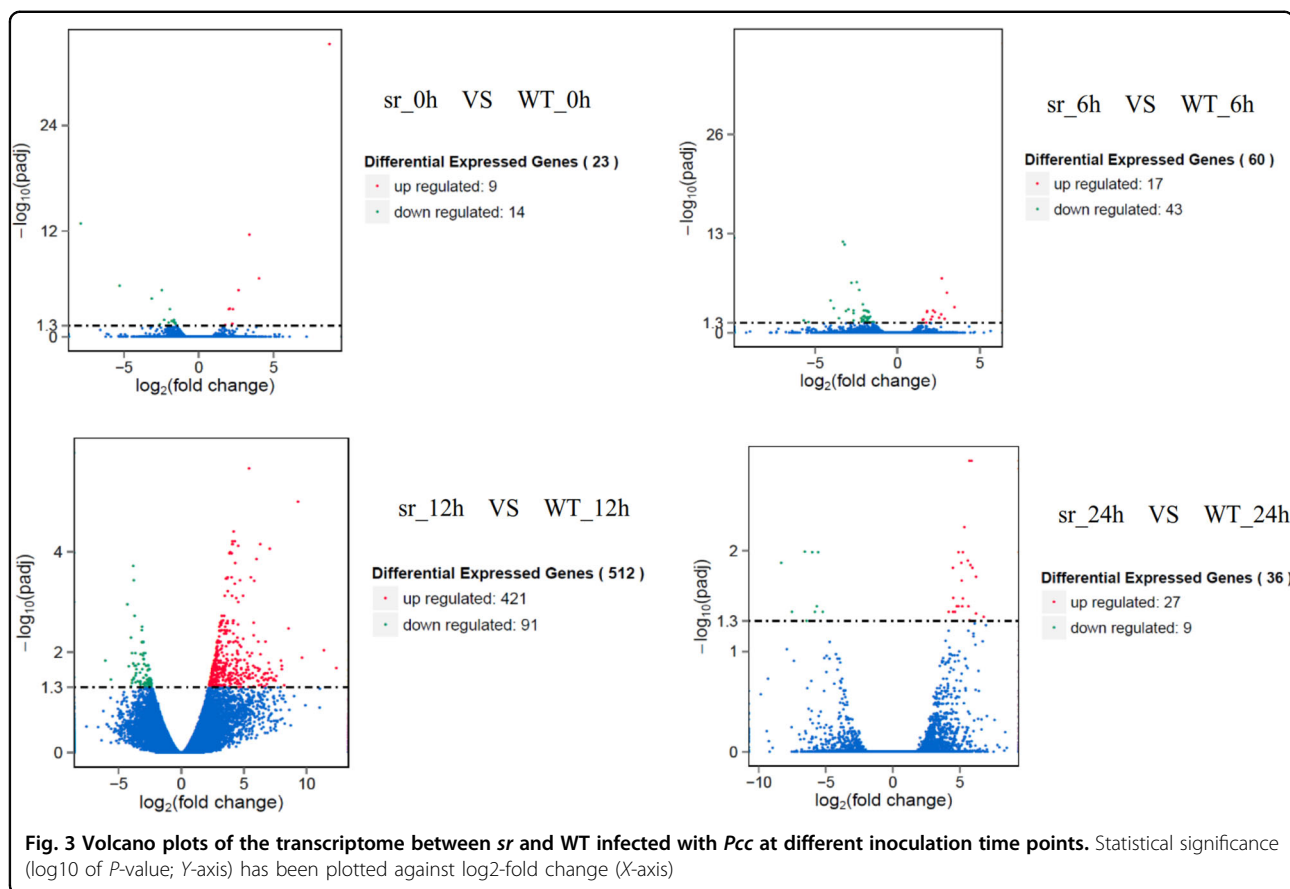 sr_0h VS WT_0h
Differential Expressed Genes ( 23 )
up regulated: 9
down regulated: 14
−log10(padj)
24
12
1.3
0
−5 0 5
log2(fold change)
sr_6h VS WT_6h
Differential Expressed Genes ( 60 )
up regulated: 17
down regulated: 43
−log10(padj)
26
13
1.3
0
−5 0 5
log2(fold change)
sr_12h VS WT_12h
Differential Expressed Genes ( 512 )
up regulated: 421
down regulated: 91
−log10(padj)
4
2
1.3
0
−5 0 5 10
log2(fold change)
sr_24h VS WT_24h
Differential Expressed Genes ( 36 )
up regulated: 27
down regulated: 9
−log10(padj)
2
1.3
1
0
−10 −5 0 5
log2(fold change)
Fig. 3 Volcano plots of the transcriptome between sr and WT infected with Pcc at different inoculation time points. Statistical significance
(log10 of P-value; Y-axis) has been plotted against log2-fold change (X-axis)